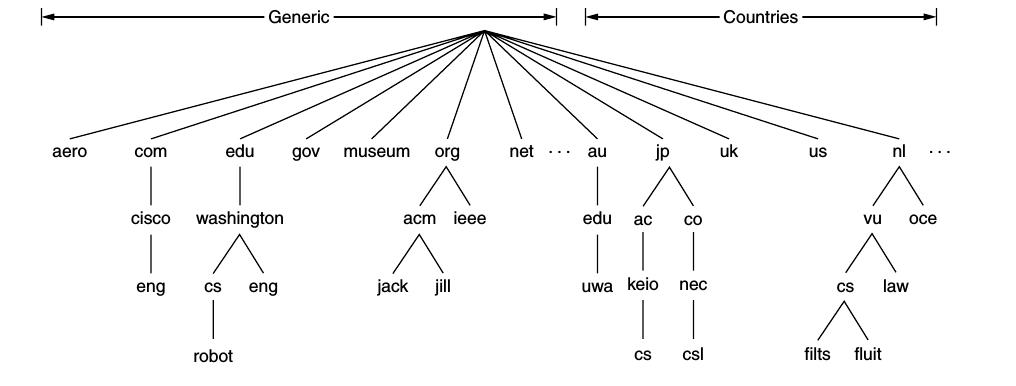 Generic Countries
aero com edu gov museum org net ... au jp uk us nl ...
cisco washington acm ieee edu ac co vu oce
eng cs eng jack jill uwa keio nec cs law
robot cs csl filts fluit